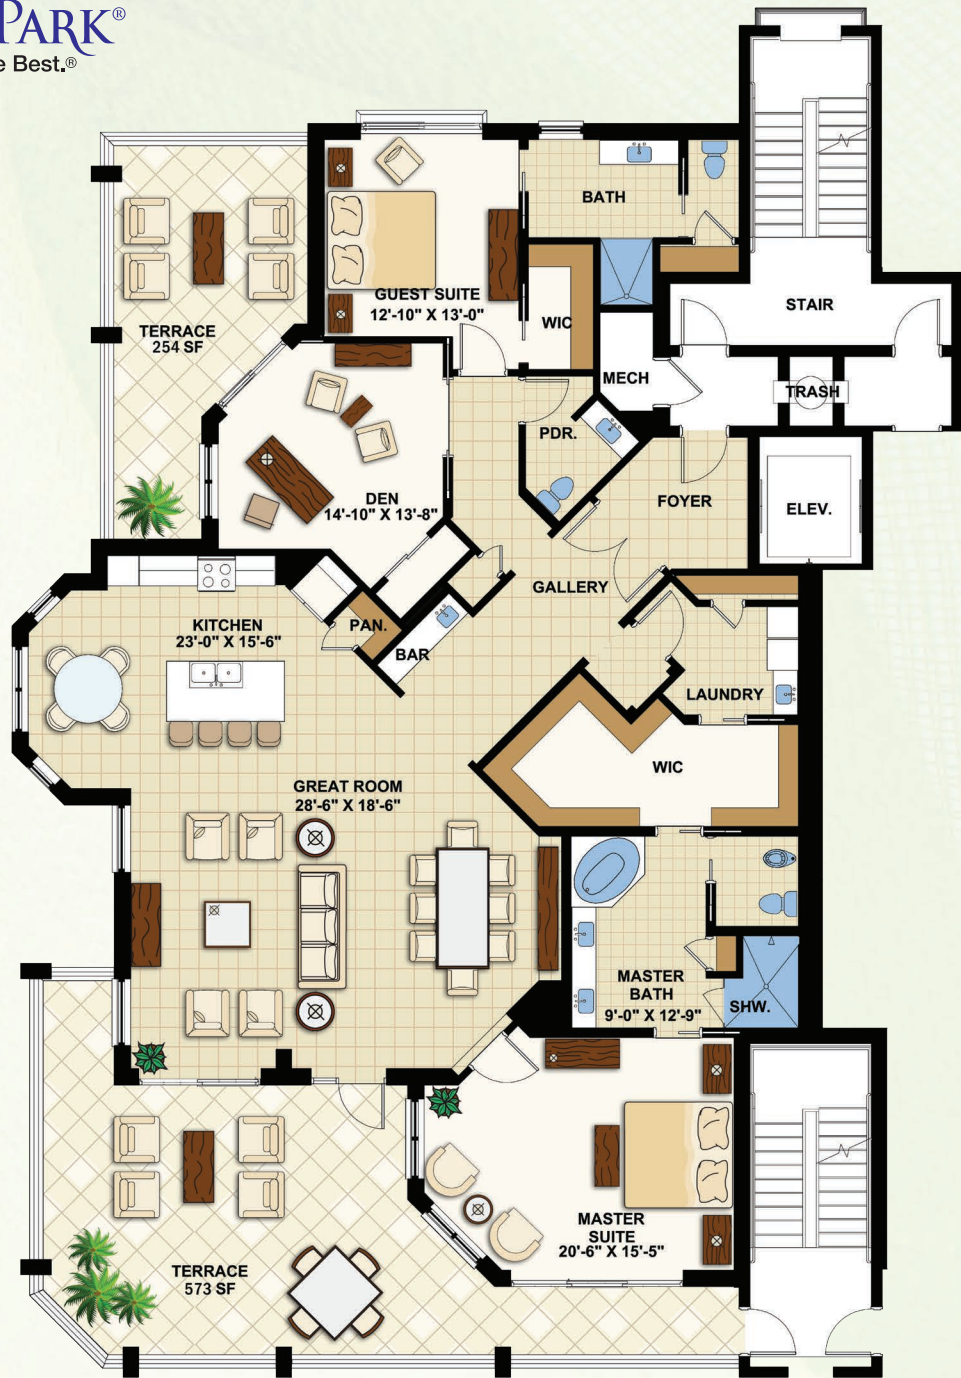 PARK®
e Best.®
STAIR
BATH
GUEST SUITE
12'-10" X 13'-0"
WIC
TERRACE
254 SF
MECH
TRASH
PDR.
DEN
14'-10" X 13'-8"
FOYER
ELEV.
GALLERY
KITCHEN
23'-0" X 15'-6"
PAN.
BAR
LAUNDRY
WIC
GREAT ROOM
28'-6" X 18'-6"
MASTER
BATH
9'-0" X 12'-9"
SHW.
MASTER
SUITE
20'-6" X 15'-5"
TERRACE
573 SF